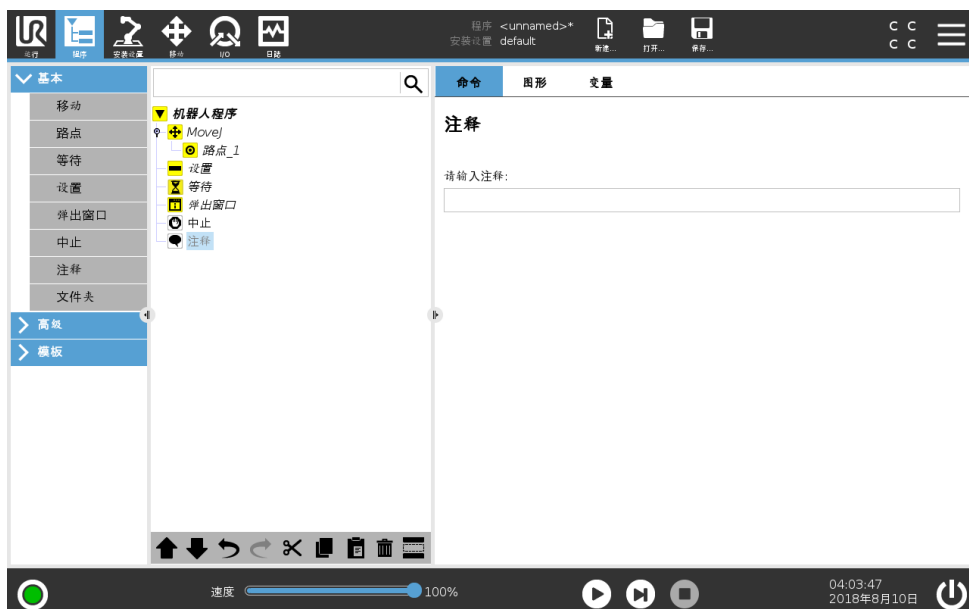 UR
运行
程序
安装设置
移动
I/O
日志
程序 <unnamed>*
安装设置 default
新建...
打开...
保存...
C C
C C
基本
移动
路点
等待
设置
弹出窗口
中止
注释
文件夹
高级
模板
机器人程序
MoveJ
路点_1
设置
等待
弹出窗口
中止
注释
命令
图形
变量
注释
请输入注释:
速度
100%
04:03:47
2018年8月10日